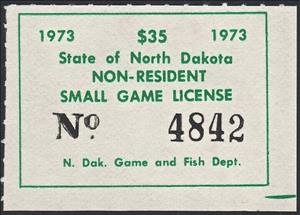 1973 $35 1973
State of North Dakota
NON-RESIDENT
SMALL GAME LICENSE
Nº 4842
N. Dak. Game and Fish Dept.